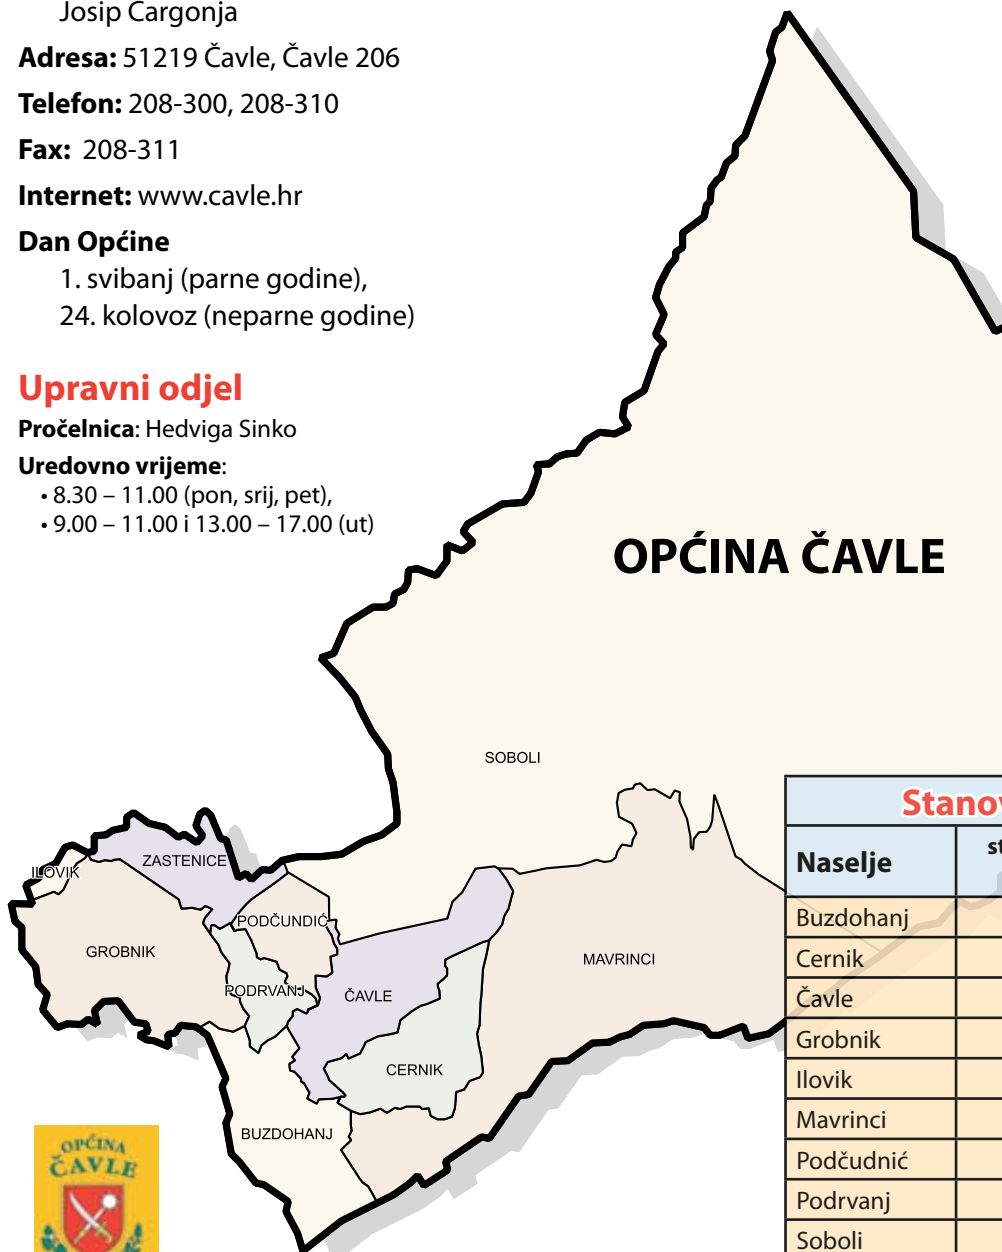 Josip Čargonja
Adresa: 51219 Čavle, Čavle 206
Telefon: 208-300, 208-310
Fax: 208-311
Internet: www.cavle.hr
Dan Općine
1. svibanj (parne godine),
24. kolovoz (neparne godine)
Upravni odjel
Pročelnica: Hedviga Sinko
Uredovno vrijeme:
• 8.30 – 11.00 (pon, srij, pet),
• 9.00 – 11.00 i 13.00 – 17.00 (ut)
OPĆINA ČAVLE
SOBOLI
ZASTENICE
ILOVIK
PODČUNDIĆ
GROBNIK
MAVRINCI
PODRVANJ
ČAVLE
CERNIK
BUZDOHANJ
OPĆINA
ČAVLE
Naselje
Buzdohanj
Cernik
Čavle
Grobnik
Ilovik
Mavrinci
Podčudnić
Podrvanj
Soboli